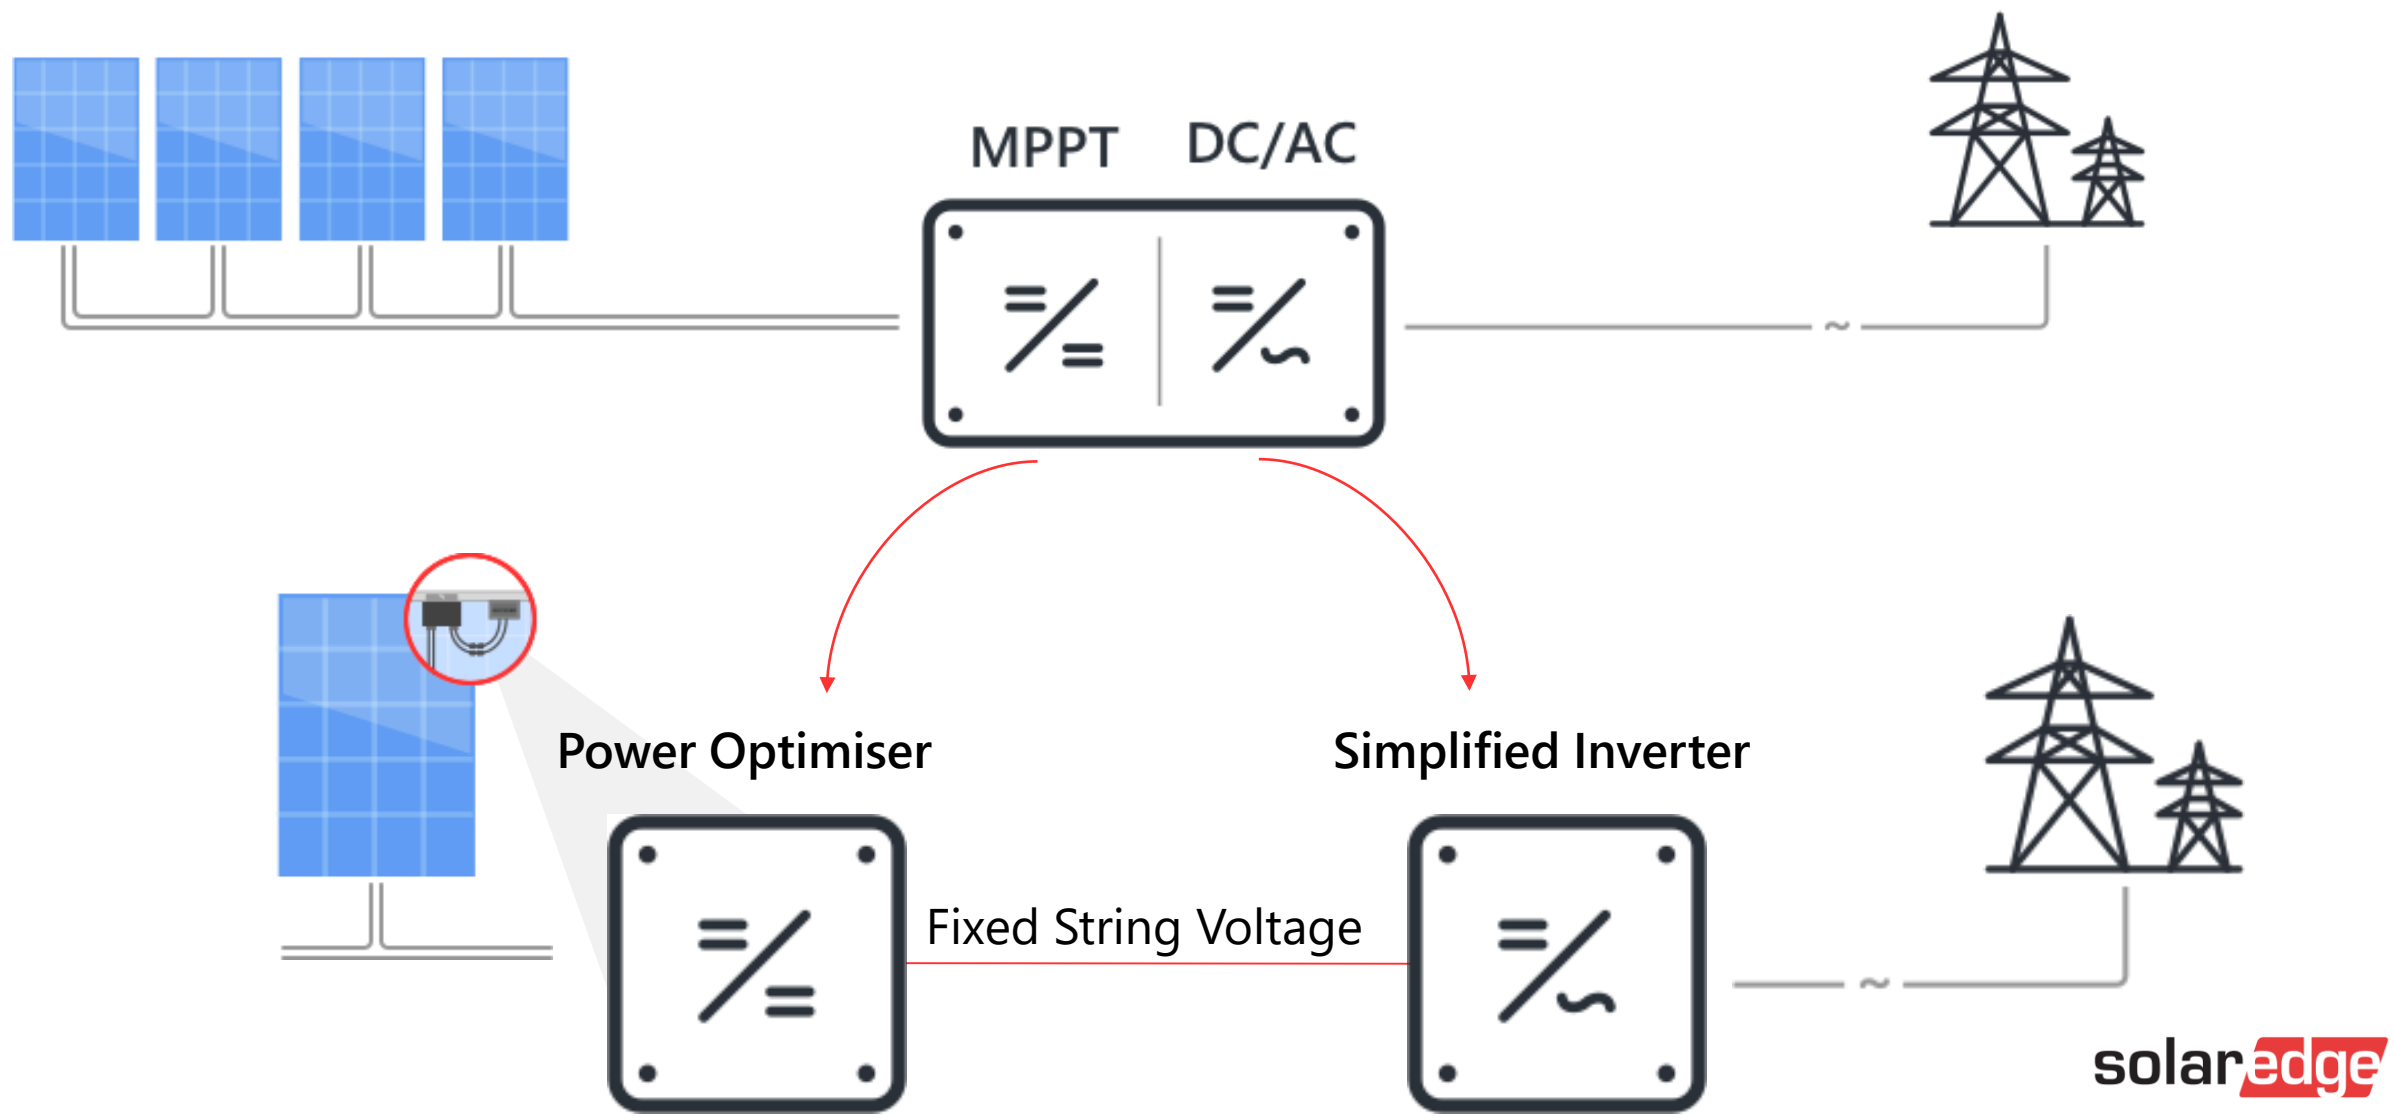 MPPT DC/AC
Power Optimiser
Simplified Inverter
Fixed String Voltage
solaredge